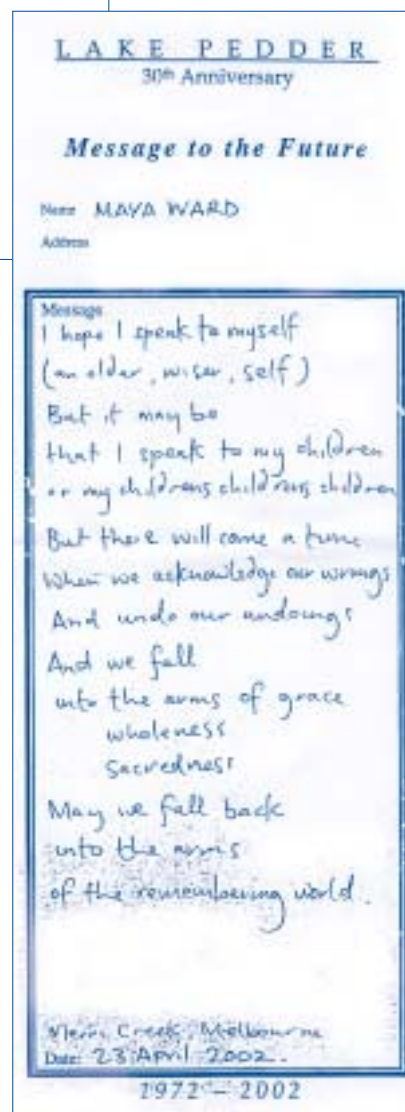 LAKE PEDDER
30th Anniversary
Message to the Future
Name MAYA WARD
Address
Message
I hope I speak to myself
(an older, wiser, self)
But it may be
that I speak to my children
or my childrens childrens children
But there will come a time
When we acknowledge our wrongs
And undo our undoings
And we fall
into the arms of grace
wholeness
sacredness
May we fall back
into the arms
of the remembering world.
Merri Creek, Melbourne
Date: 23 April 2002.
1972 – 2002